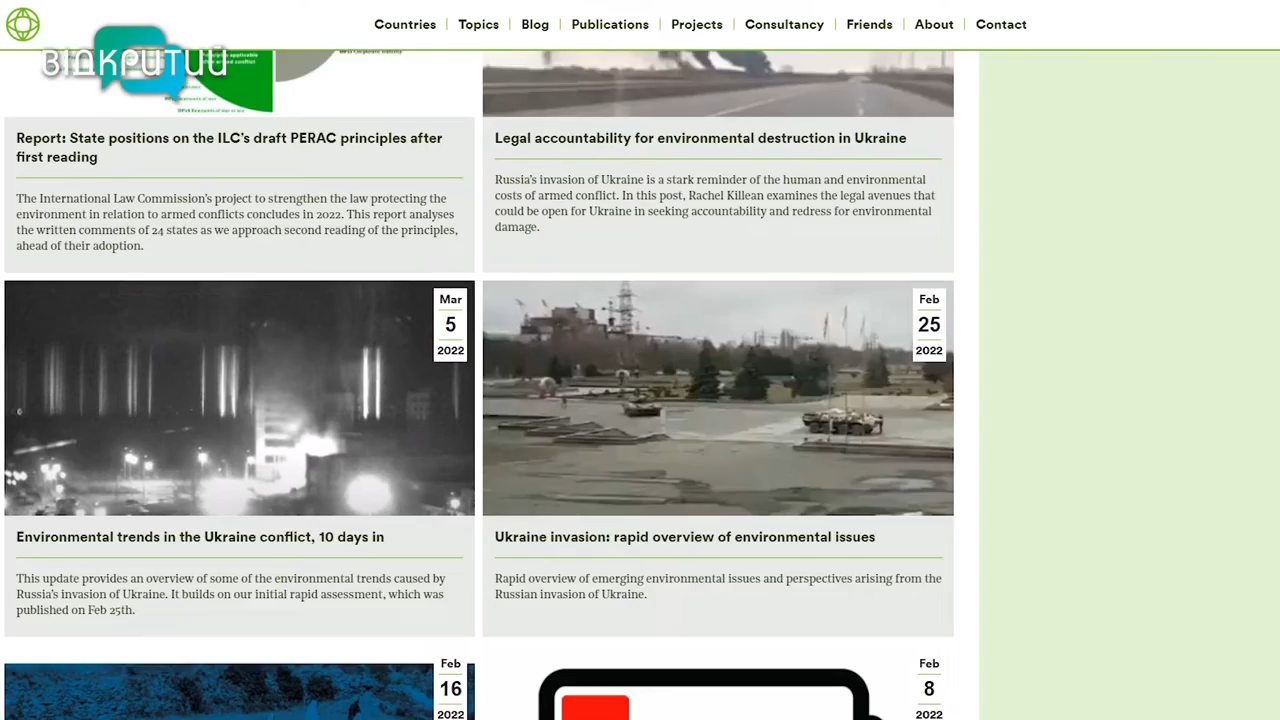 Countries Topics Blog Publications Projects Consultancy Friends About Contact
ВІДКРИТИЙ
Report: State positions on the ILC's draft PERAC principles after
first reading
The International Law Commission's project to strengthen the law protecting the
environment in relation to armed conflicts concludes in 2022. This report analyses
the written comments of 24 states as we approach second reading of the principles,
ahead of their adoption.
Legal accountability for environmental destruction in Ukraine
Russia's invasion of Ukraine is a stark reminder of the human and environmental
costs of armed conflict. In this post, Rachel Killean examines the legal avenues that
could be open for Ukraine in seeking accountability and redress for environmental
damage.
Mar
5
2022
Environmental trends in the Ukraine conflict, 10 days in
This update provides an overview of some of the environmental trends caused by
Russia's invasion of Ukraine. It builds on our initial rapid assessment, which was
published on Feb 25th.
Feb
25
2022
Ukraine invasion: rapid overview of environmental issues
Rapid overview of emerging environmental issues and perspectives arising from the
Russian invasion of Ukraine.
Feb
16
2022
Feb
8
2022